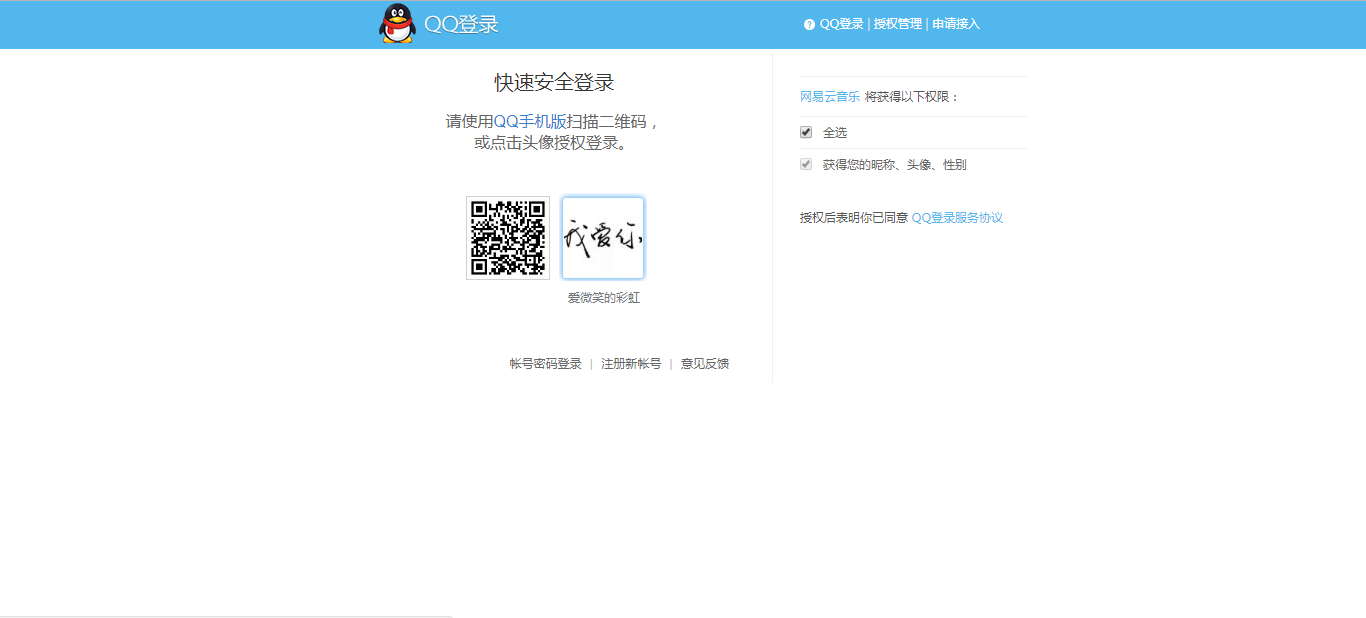 QQ登录
QQ登录 | 授权管理 | 申请接入
快速安全登录
请使用QQ手机版扫描二维码，
或点击头像授权登录。
我爱你
爱微笑的彩虹
帐号密码登录 | 注册新帐号 | 意见反馈
网易云音乐 将获得以下权限：
全选
获得您的昵称、头像、性别
授权后表明你已同意 QQ登录服务协议